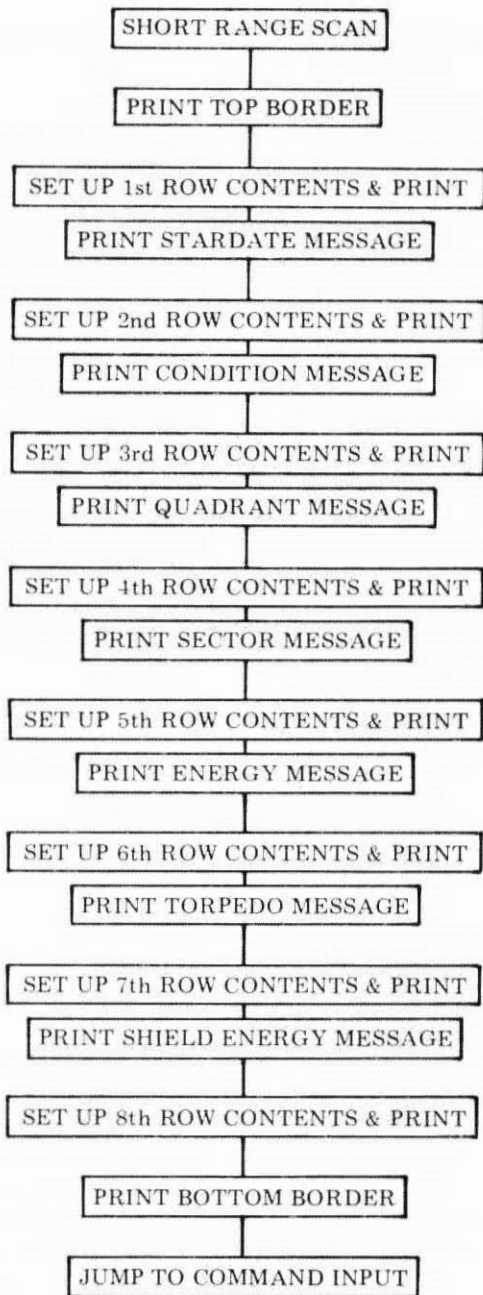 SHORT RANGE SCAN
PRINT TOP BORDER
SET UP 1st ROW CONTENTS & PRINT
PRINT STARDATE MESSAGE
SET UP 2nd ROW CONTENTS & PRINT
PRINT CONDITION MESSAGE
SET UP 3rd ROW CONTENTS & PRINT
PRINT QUADRANT MESSAGE
SET UP 4th ROW CONTENTS & PRINT
PRINT SECTOR MESSAGE
SET UP 5th ROW CONTENTS & PRINT
PRINT ENERGY MESSAGE
SET UP 6th ROW CONTENTS & PRINT
PRINT TORPEDO MESSAGE
SET UP 7th ROW CONTENTS & PRINT
PRINT SHIELD ENERGY MESSAGE
SET UP 8th ROW CONTENTS & PRINT
PRINT BOTTOM BORDER
JUMP TO COMMAND INPUT